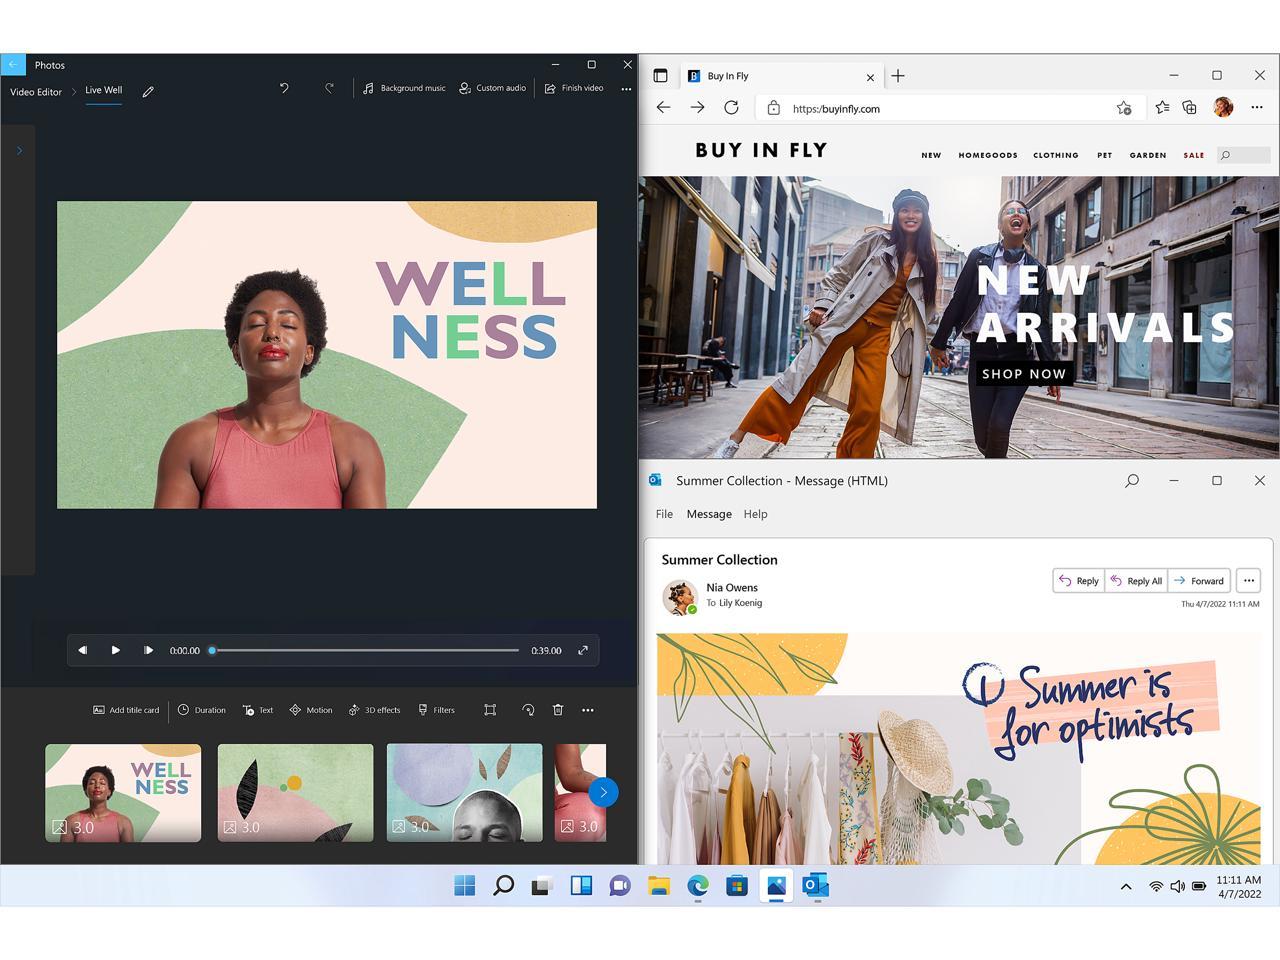 Photos
Video Editor
Live Well
Background music
Custom audio
Finish video
WELL
NESS
0:00.00
0:39.00
Add titile card
Duration
Text
Motion
3D effects
Filters
WELL
NESS
3.0
3.0
3.0
3.0
Buy In Fly
https:/buyinfly.com
BUY IN FLY
NEW HOMEGOODS CLOTHING PET GARDEN SALE
NEW
ARRIVALS
SHOP NOW
Summer Collection - Message (HTML)
File Message Help
Summer Collection
Nia Owens
To Lily Koenig
Reply
Reply All
Forward
Thu 4/7/2022 11:11 AM
Summer is
for optimists
11:11 AM
4/7/2022